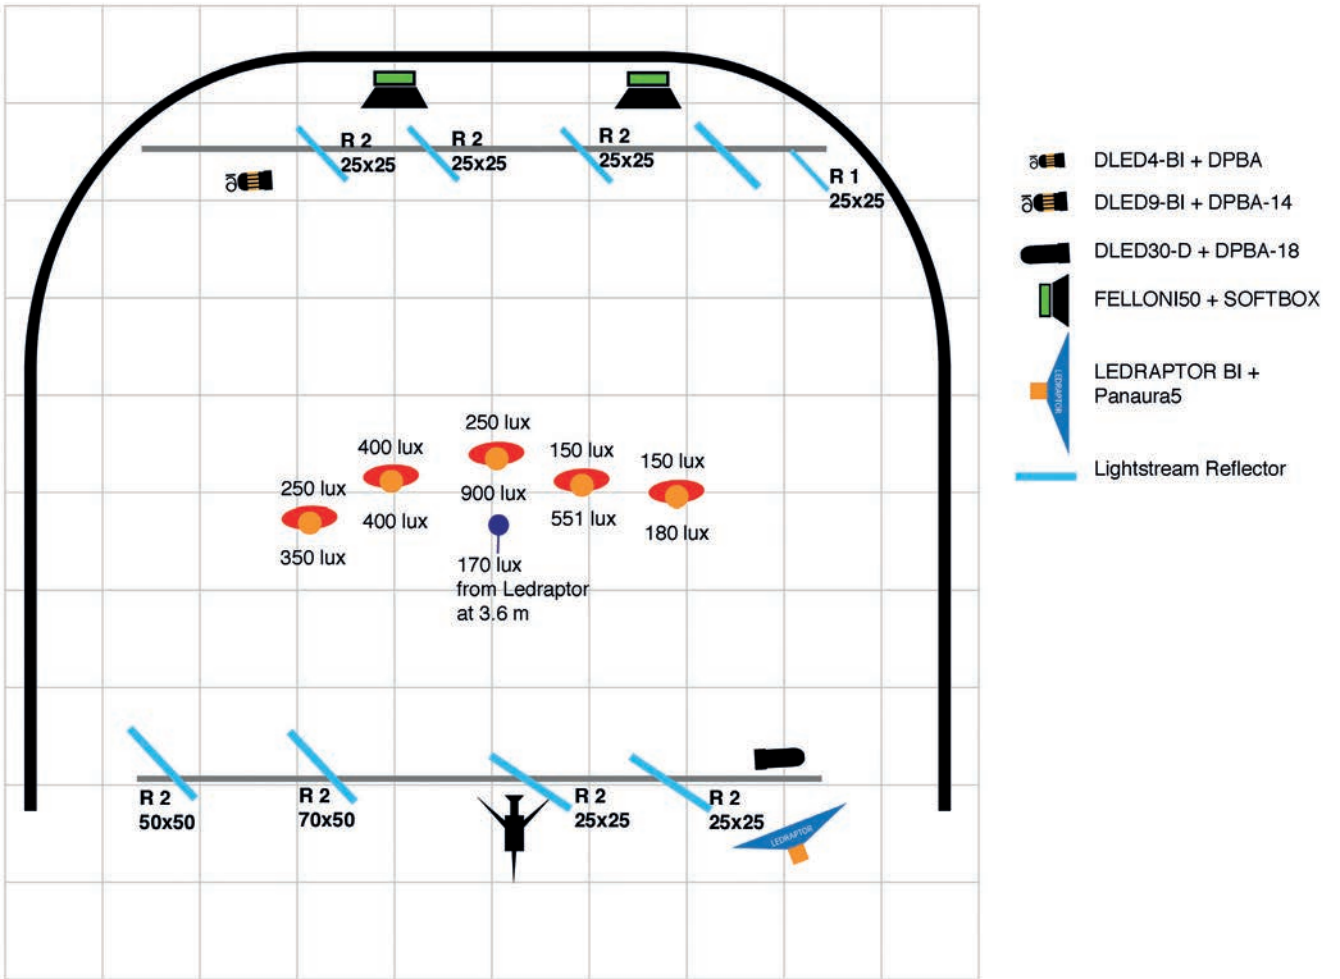 R 2
25x25
R 2
25x25
R 2
25x25
R 1
25x25
DLED4-BI + DPBA
DLED9-BI + DPBA-14
DLED30-D + DPBA-18
FELLONI50 + SOFTBOX
LEDRAPTOR
LEDRAPTOR BI +
Panaura5
Lightstream Reflector
250 lux
400 lux
250 lux
150 lux
150 lux
350 lux
400 lux
900 lux
551 lux
180 lux
170 lux
from Ledraptor
at 3.6 m
R 2
50x50
R 2
70x50
R 2
25x25
R 2
25x25
LEDRAPTOR